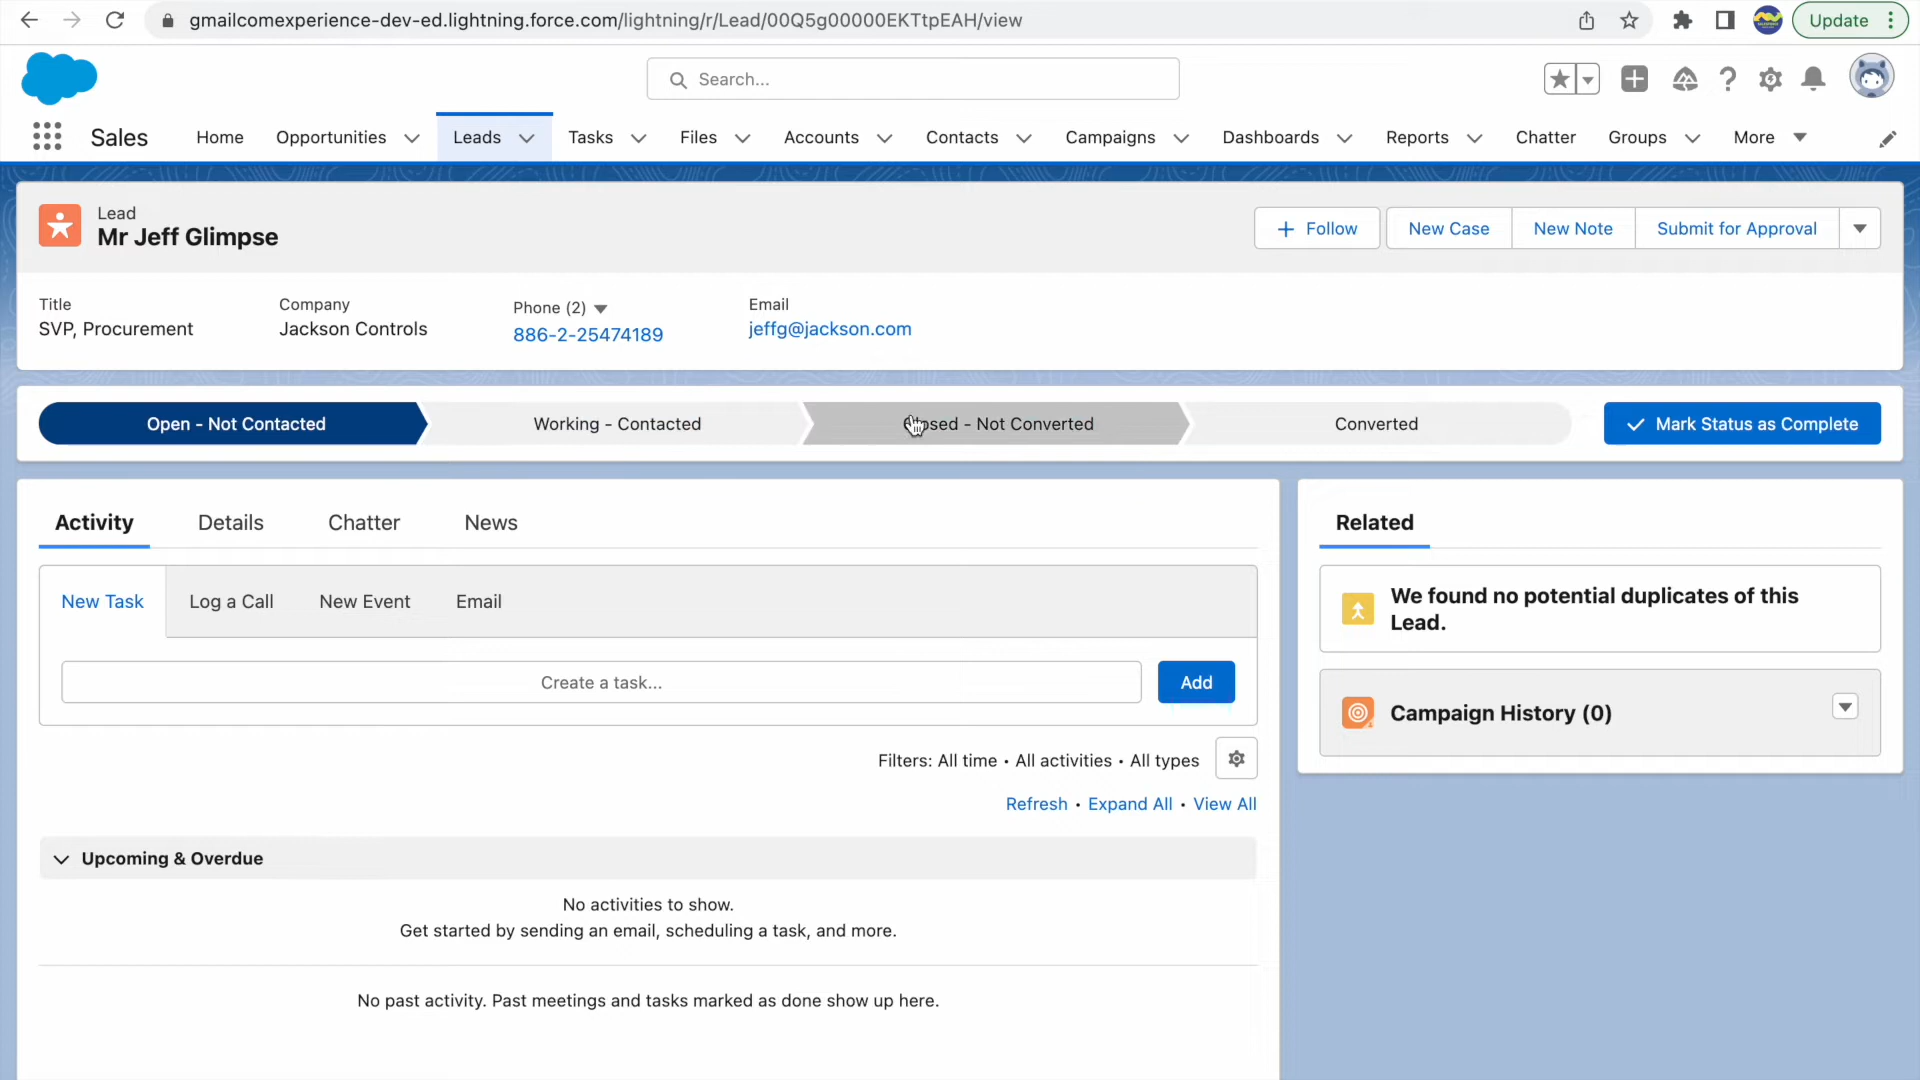 gmailcomexperience-dev-ed.lightning.force.com/lightning/r/Lead/00Q5g00000EKTtpEAH/view
Update
Search...
Sales
Home
Opportunities
Leads
Tasks
Files
Accounts
Contacts
Campaigns
Dashboards
Reports
Chatter
Groups
More
Lead
Mr Jeff Glimpse
Follow
New Case
New Note
Submit for Approval
Title
SVP, Procurement
Company
Jackson Controls
Phone (2)
886-2-25474189
Email
jeffg@jackson.com
Open - Not Contacted
Working - Contacted
Closed - Not Converted
Converted
Mark Status as Complete
Activity
Details
Chatter
News
New Task
Log a Call
New Event
Email
Create a task...
Add
Filters: All time • All activities • All types
Refresh • Expand All • View All
Upcoming & Overdue
No activities to show.
Get started by sending an email, scheduling a task, and more.
No past activity. Past meetings and tasks marked as done show up here.
Related
We found no potential duplicates of this
Lead.
Campaign History (0)